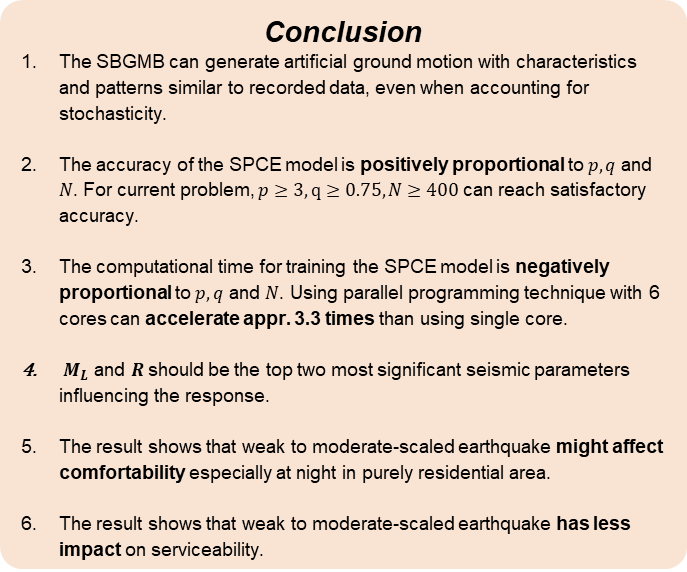 Conclusion
1. The SBGMB can generate artificial ground motion with characteristics
and patterns similar to recorded data, even when accounting for
stochasticity.
2. The accuracy of the SPCE model is positively proportional to p, q and
N. For current problem, p ≥ 3, q ≥ 0.75, N ≥ 400 can reach satisfactory
accuracy.
3. The computational time for training the SPCE model is negatively
proportional to p, q and N. Using parallel programming technique with 6
cores can accelerate appr. 3.3 times than using single core.
4. M_L and R should be the top two most significant seismic parameters
influencing the response.
5. The result shows that weak to moderate-scaled earthquake might affect
comfortability especially at night in purely residential area.
6. The result shows that weak to moderate-scaled earthquake has less
impact on serviceability.